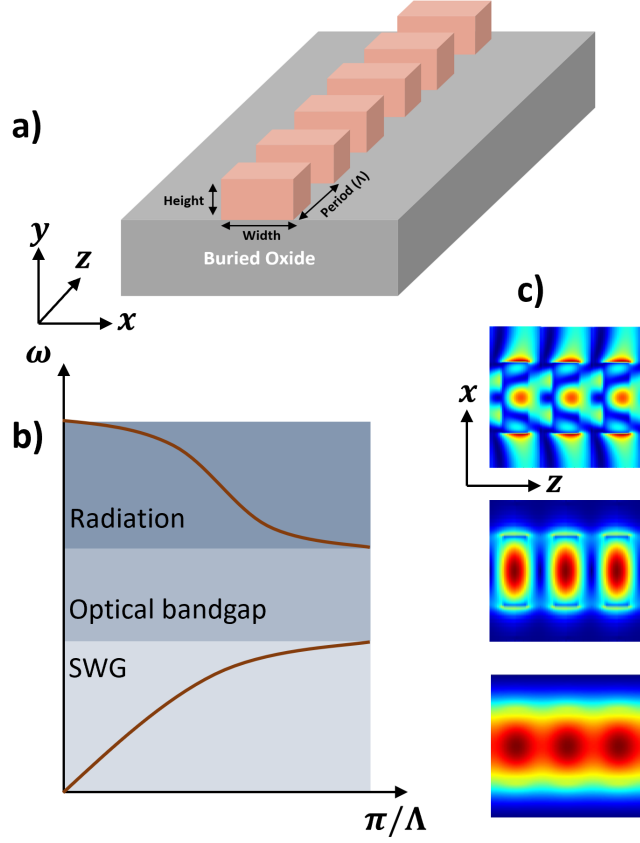 a)
Height
Width
Period (Λ)
Buried Oxide
y
z
x
c)
x
z
ω
b)
Radiation
Optical bandgap
SWG
π/Λ